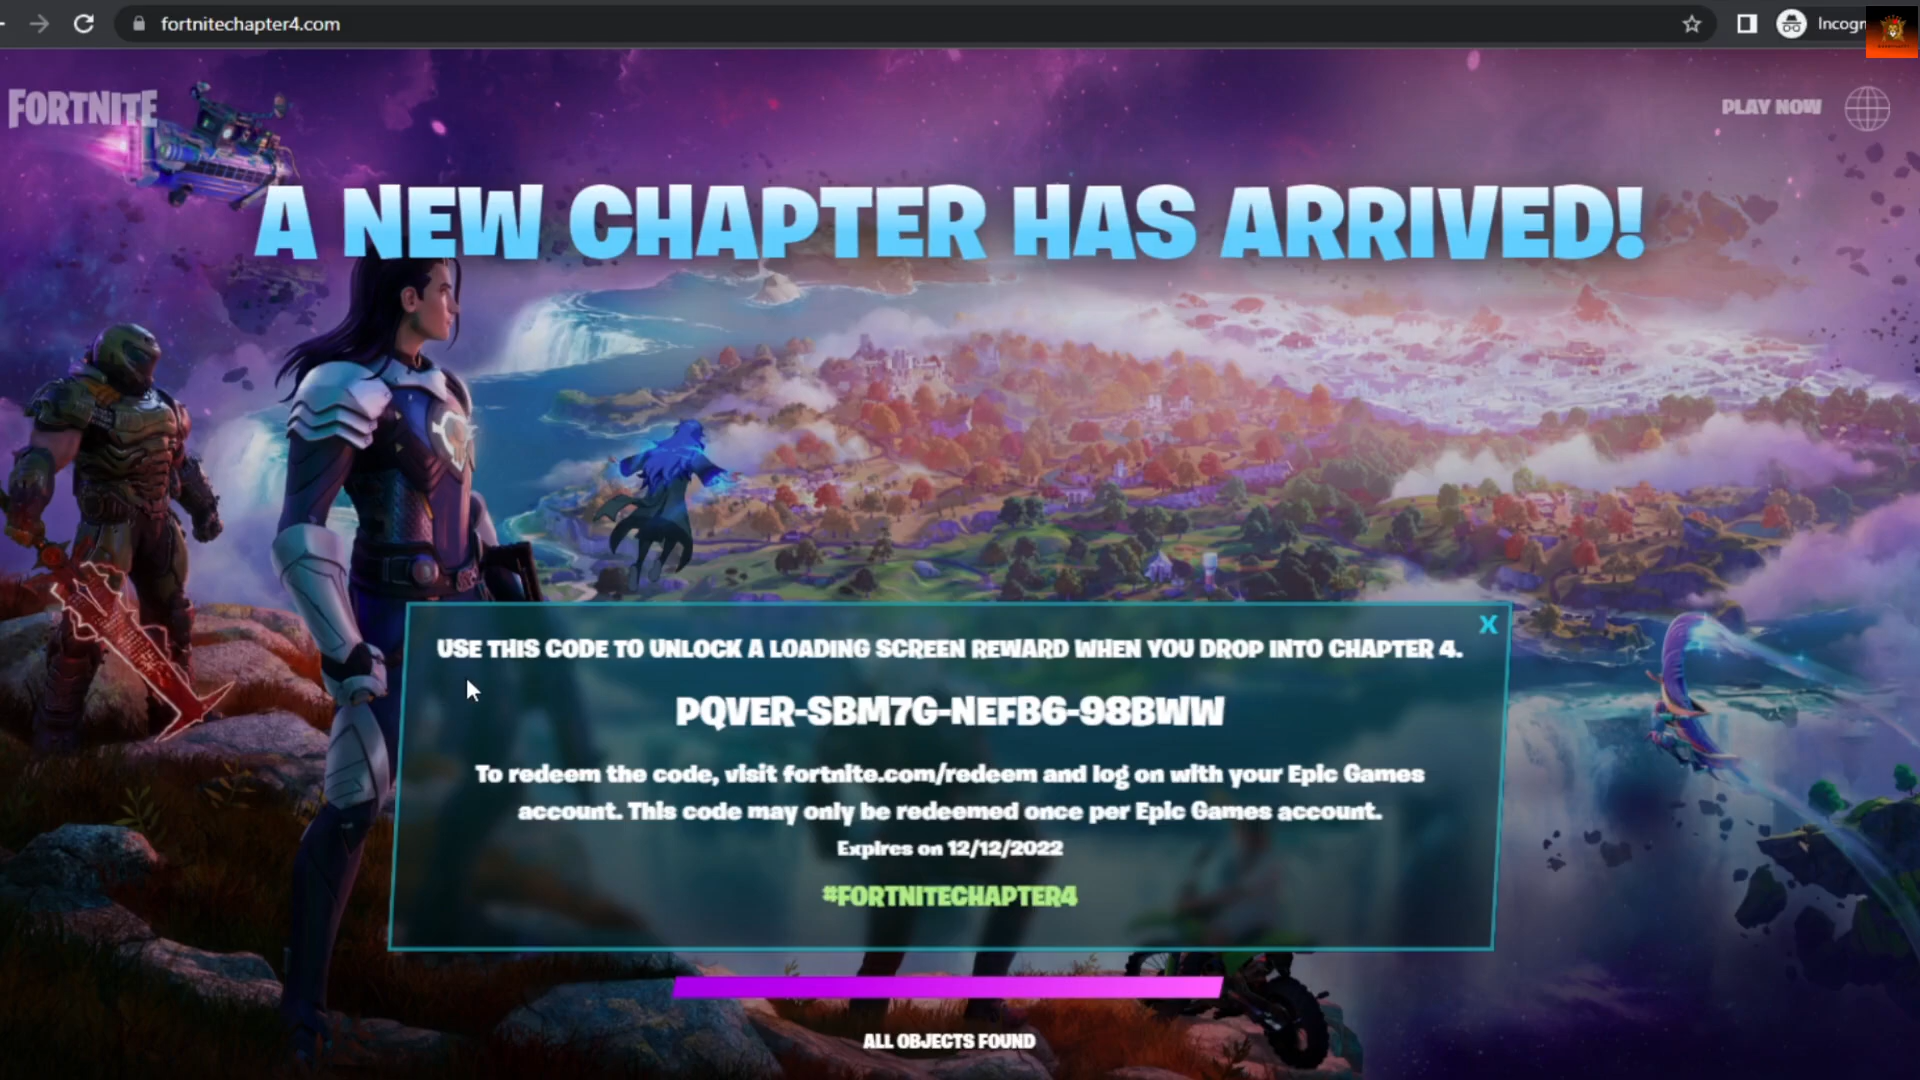 fortnitechapter4.com
Incogn
FORTNITE
PLAY NOW
A NEW CHAPTER HAS ARRIVED!
X
USE THIS CODE TO UNLOCK A LOADING SCREEN REWARD WHEN YOU DROP INTO CHAPTER 4.
PQVER-SBM7G-NEFB6-98BWW
To redeem the code, visit fortnite.com/redeem and log on with your Epic Games
account. This code may only be redeemed once per Epic Games account.
Expires on 12/12/2022
#FORTNITECHAPTER4
ALL OBJECTS FOUND